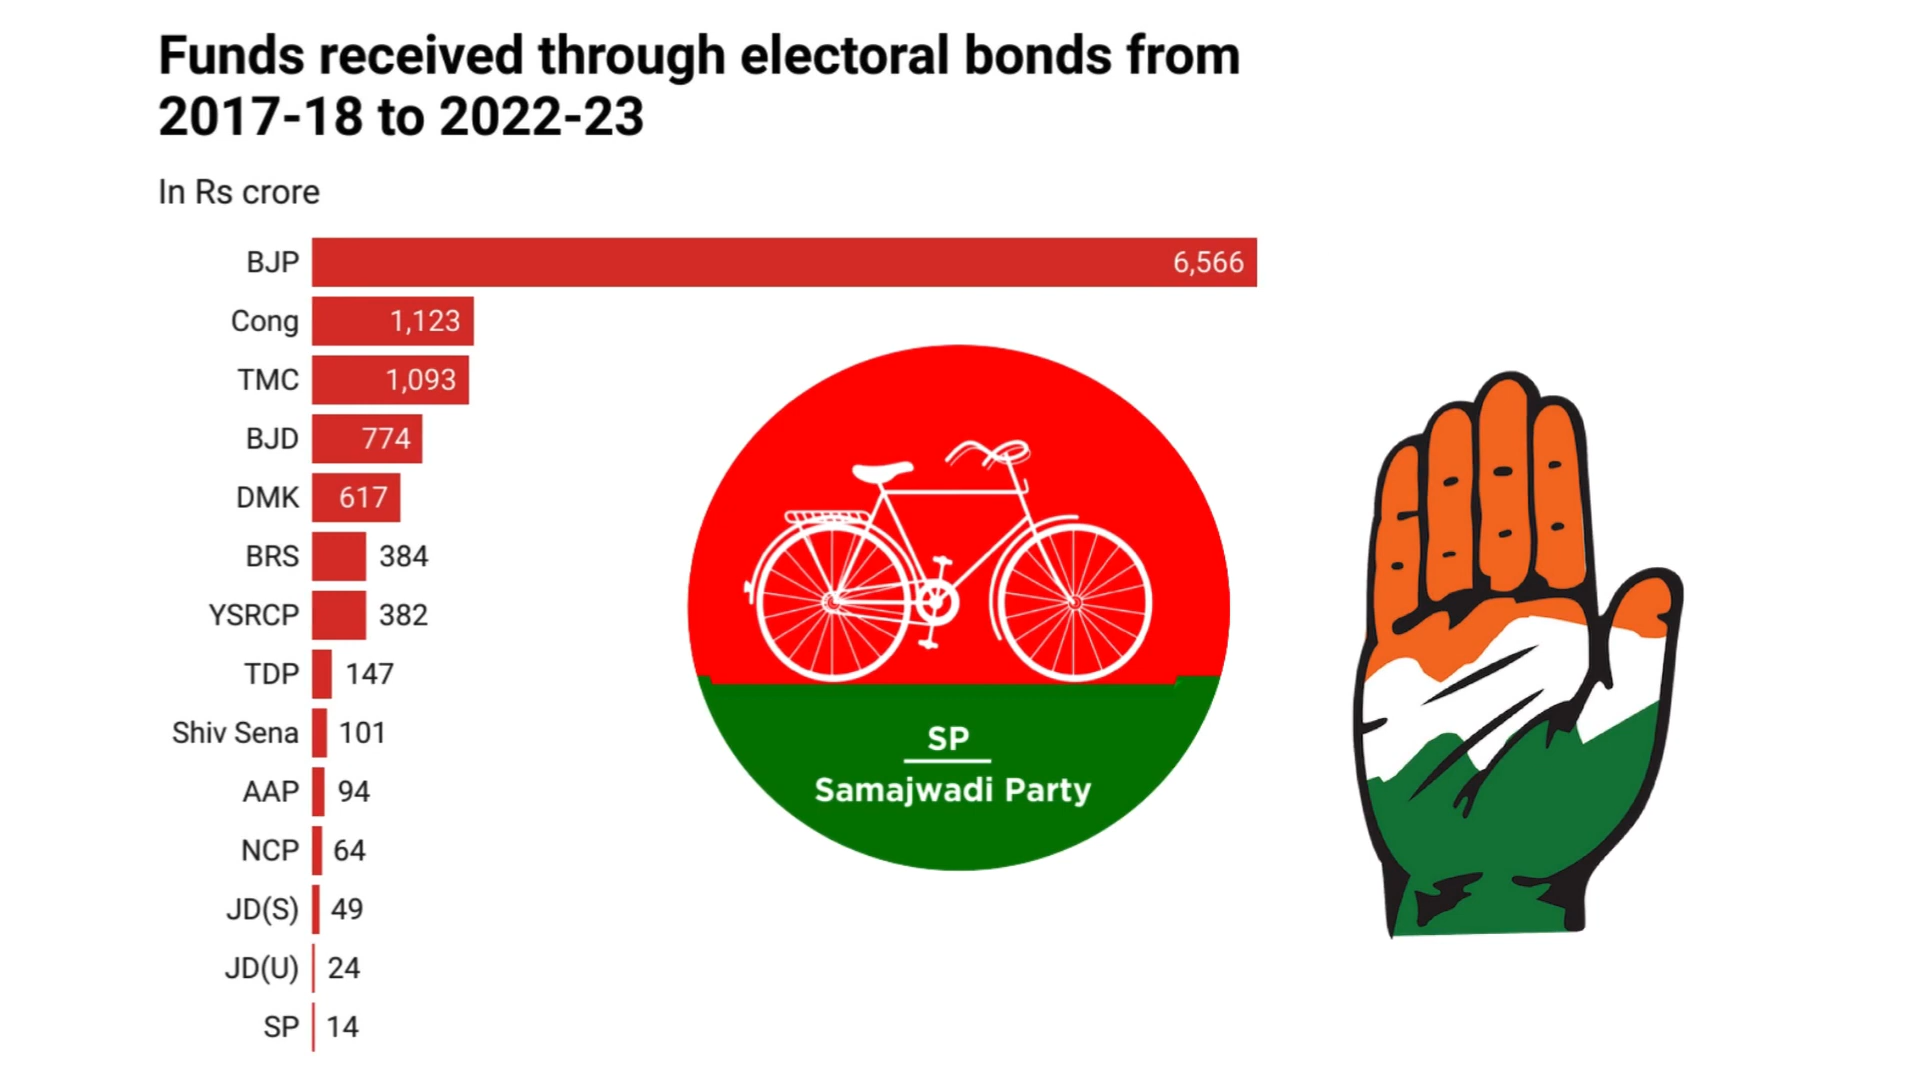 Funds received through electoral bonds from
2017-18 to 2022-23
In Rs crore
BJP 6,566
Cong 1,123
TMC 1,093
BJD 774
DMK 617
BRS 384
YSRCP 382
TDP 147
Shiv Sena 101
AAP 94
NCP 64
JD(S) 49
JD(U) 24
SP 14
SP
Samajwadi Party